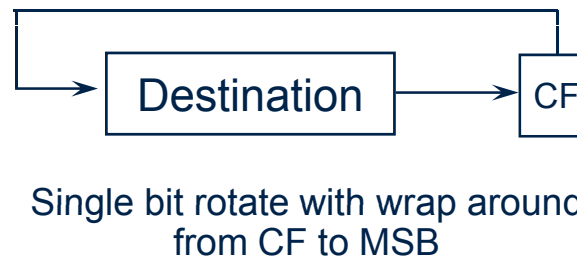 Destination
CF
Single bit rotate with wrap around
from CF to MSB